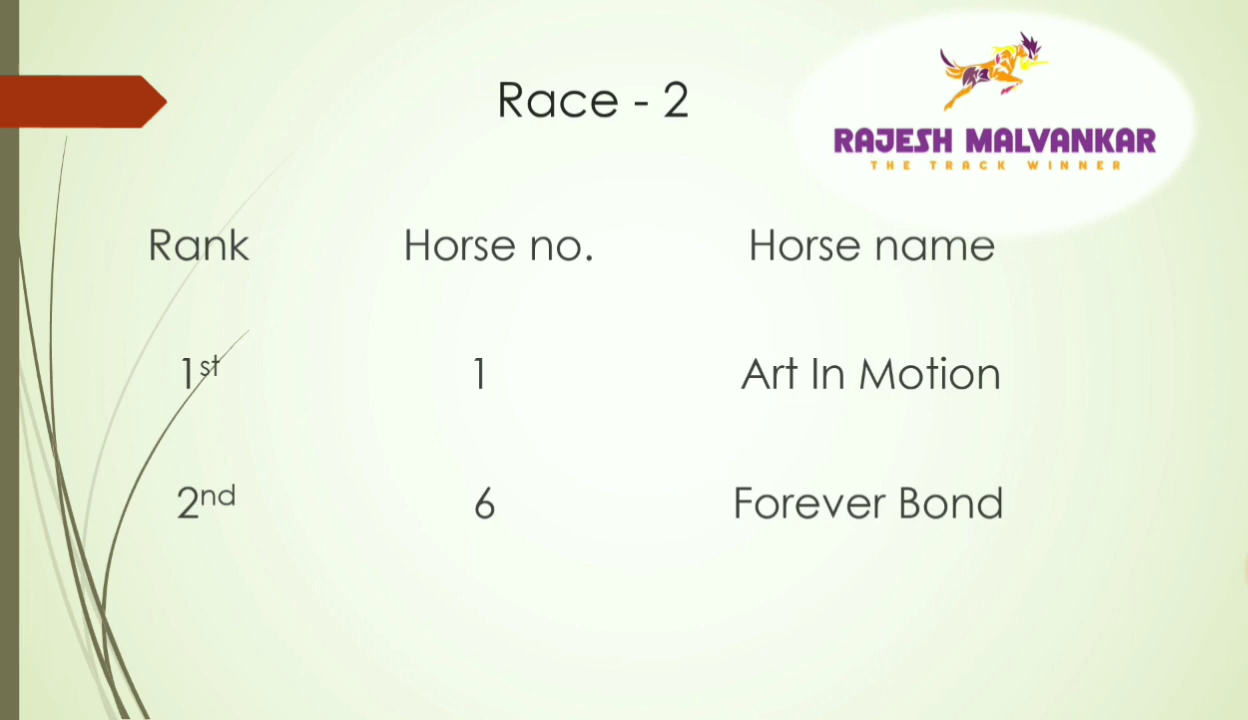 Race - 2
RAJESH MALVANKAR
THE TRACK WINNER
Rank Horse no. Horse name
1st 1 Art In Motion
2nd 6 Forever Bond